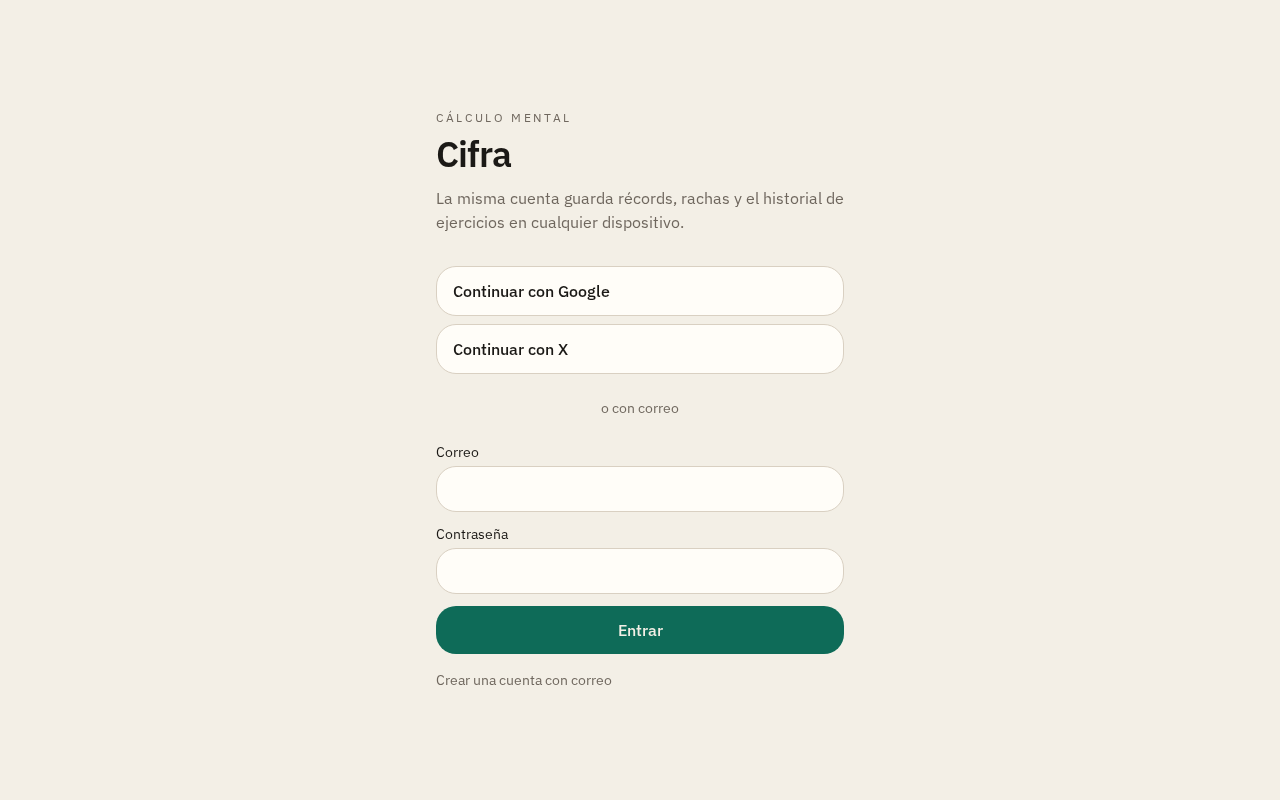 CÁLCULO MENTAL
Cifra
La misma cuenta guarda récords, rachas y el historial de
ejercicios en cualquier dispositivo.
Continuar con Google
Continuar con X
o con correo
Correo
Contraseña
Entrar
Crear una cuenta con correo